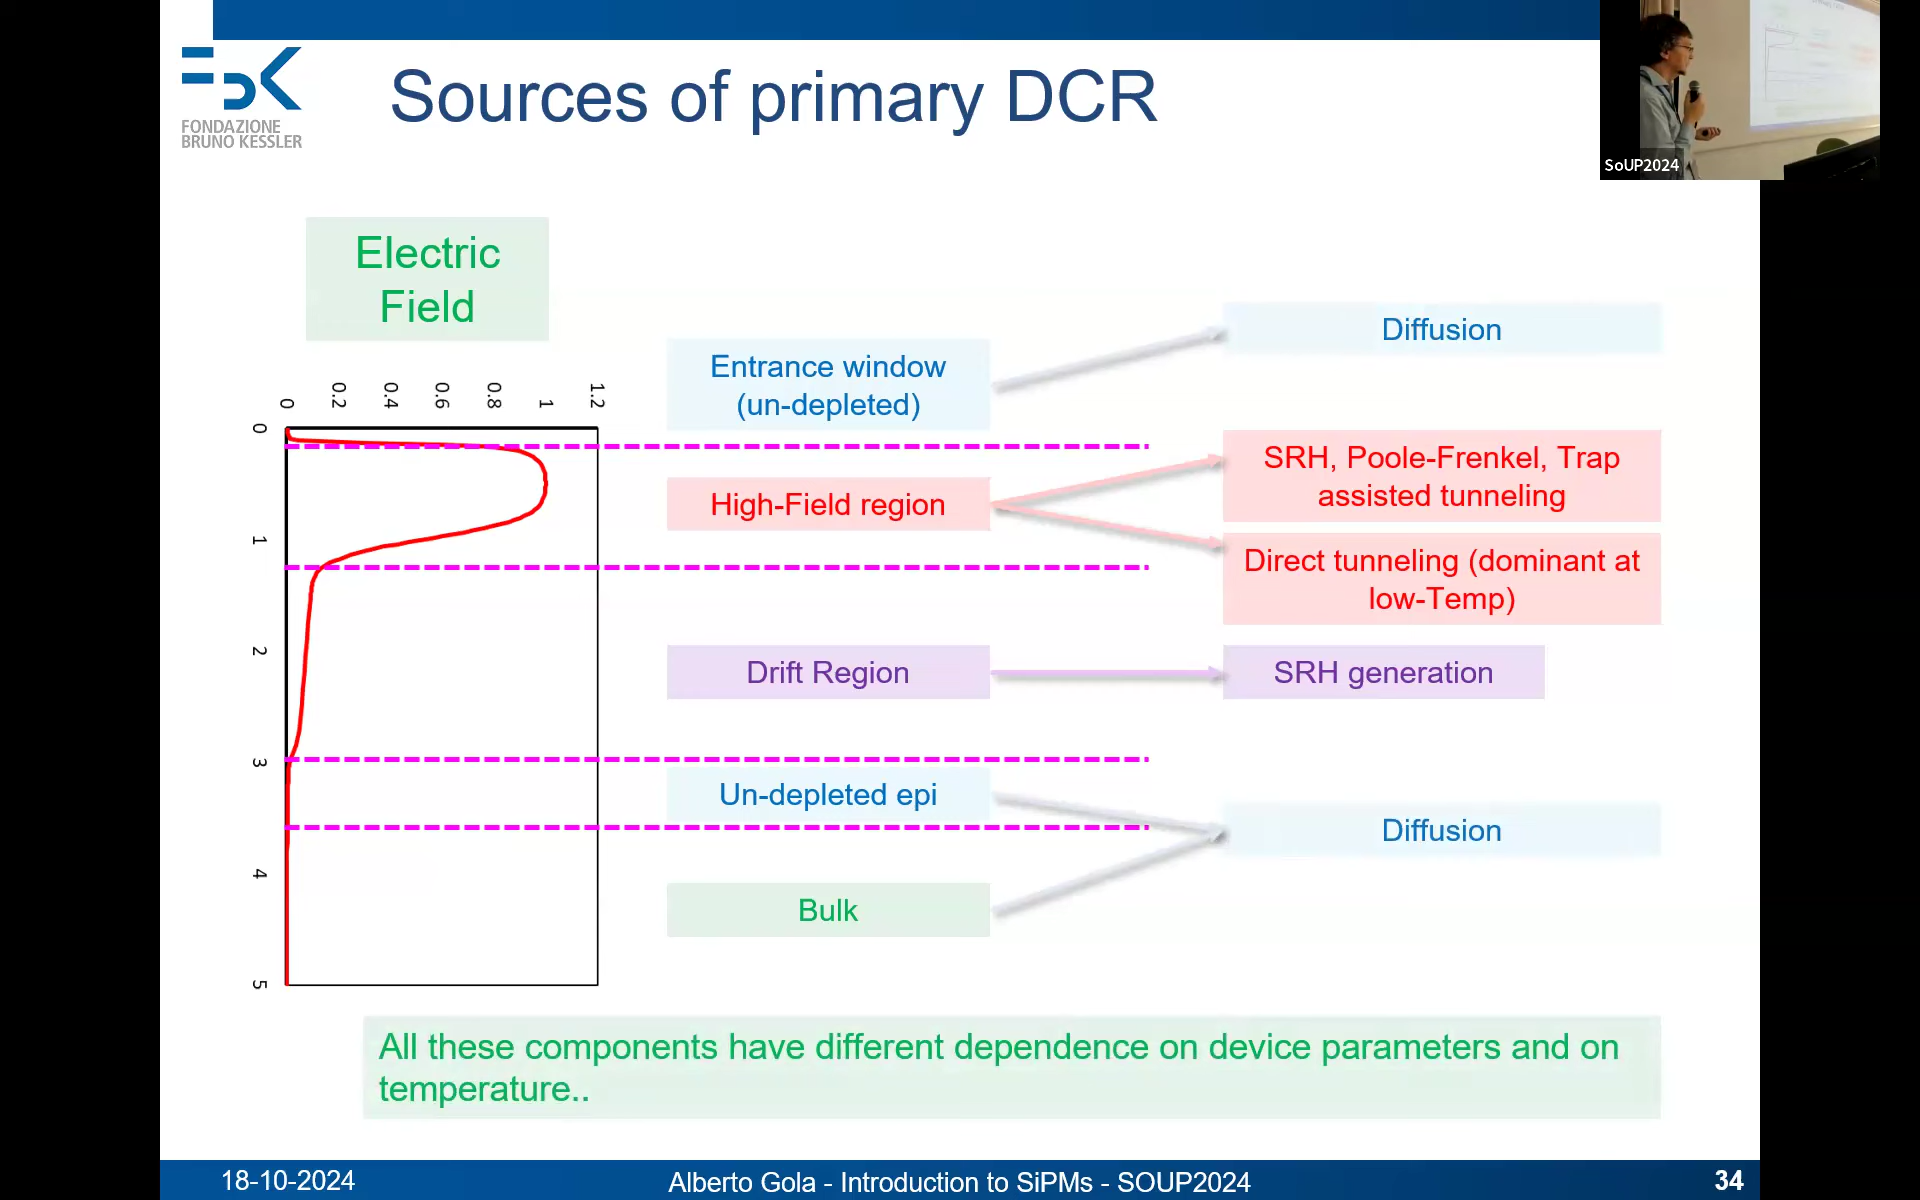 FONDAZIONE
BRUNO KESSLER
Sources of primary DCR
SoUP2024
Electric
Field
0 0.2 0.4 0.6 0.8 1 1.2
0
1
2
3
4
5
Entrance window
(un-depleted)
High-Field region
Drift Region
Un-depleted epi
Bulk
Diffusion
SRH, Poole-Frenkel, Trap
assisted tunneling
Direct tunneling (dominant at
low-Temp)
SRH generation
Diffusion
All these components have different dependence on device parameters and on
temperature..
18-10-2024
Alberto Gola - Introduction to SiPMs - SOUP2024
34